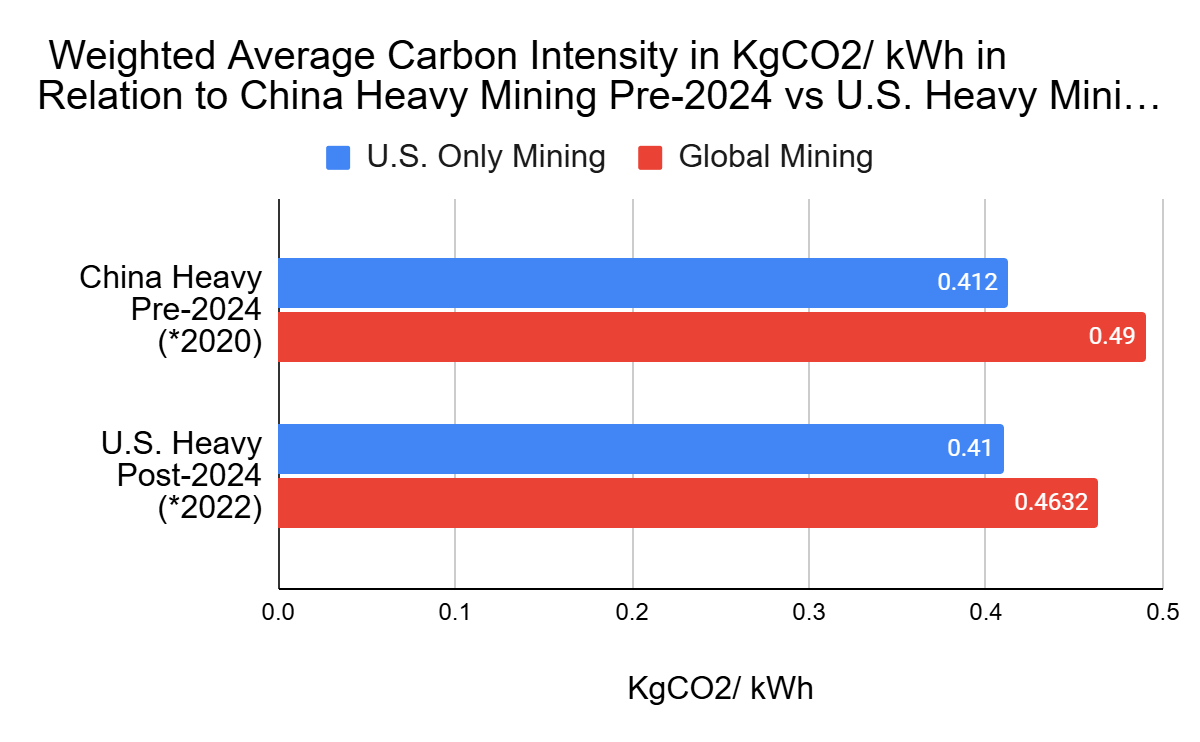 Weighted Average Carbon Intensity in KgCO2/ kWh in
Relation to China Heavy Mining Pre-2024 vs U.S. Heavy Mini…
U.S. Only Mining
Global Mining
China Heavy
Pre-2024
(*2020)
0.412
0.49
U.S. Heavy
Post-2024
(*2022)
0.41
0.4632
0.0 0.1 0.2 0.3 0.4 0.5
KgCO2/ kWh